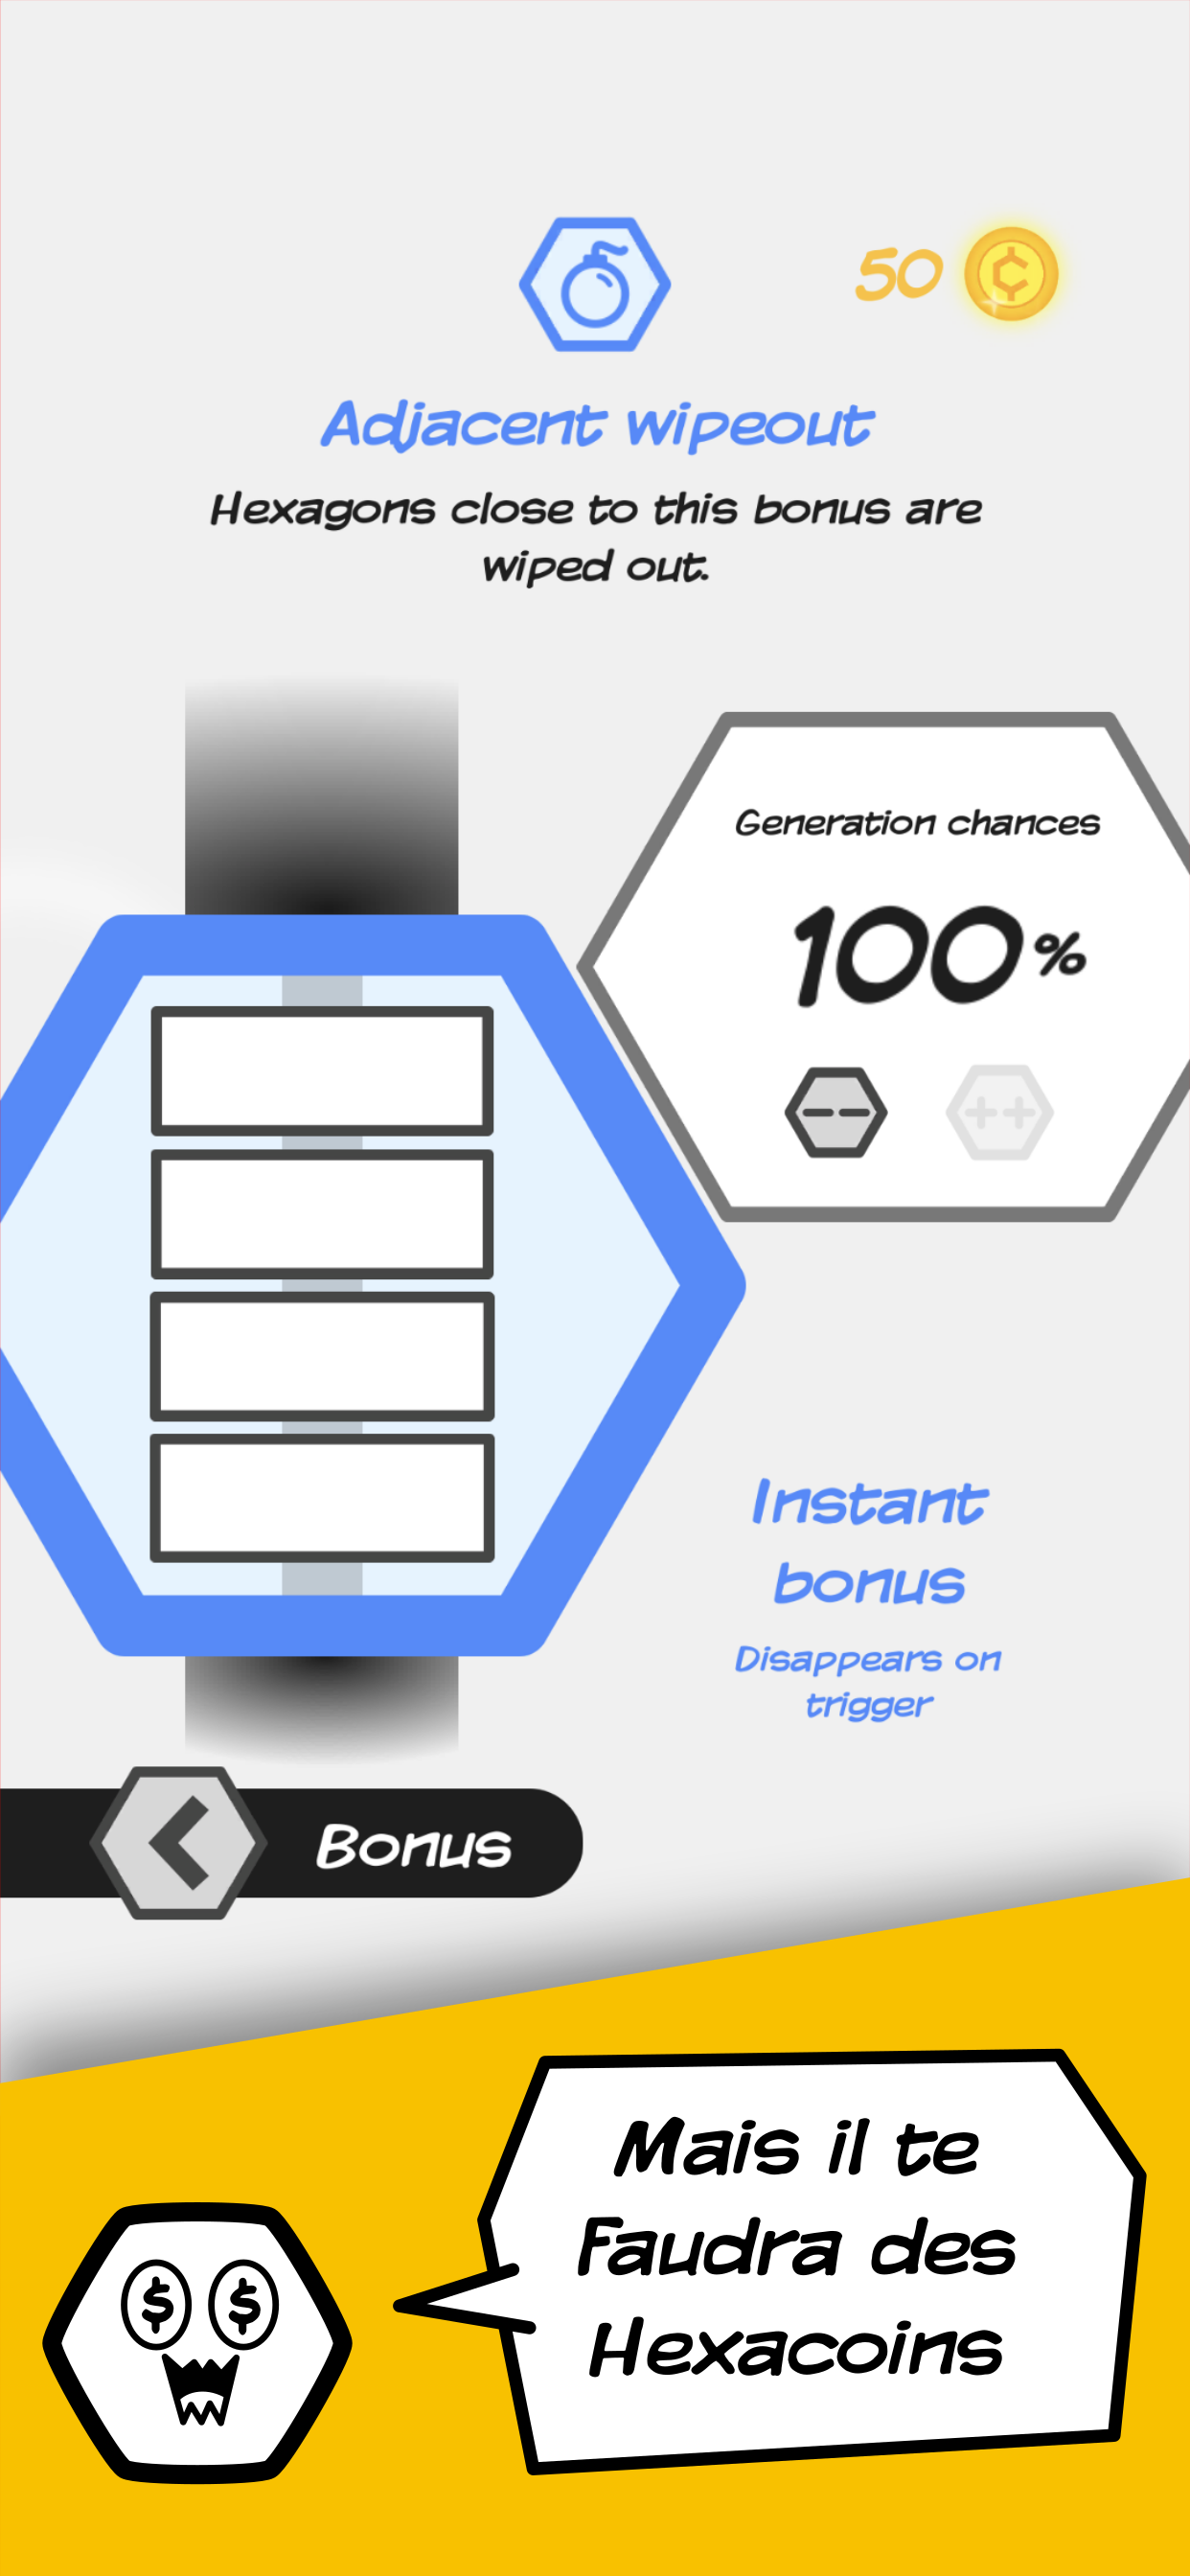 50
Adjacent wipeout
Hexagons close to this bonus are
wiped out.
Generation chances
100%
Instant
bonus
Disappears on
trigger
Bonus
Mais il te
Faudra des
Hexacoins